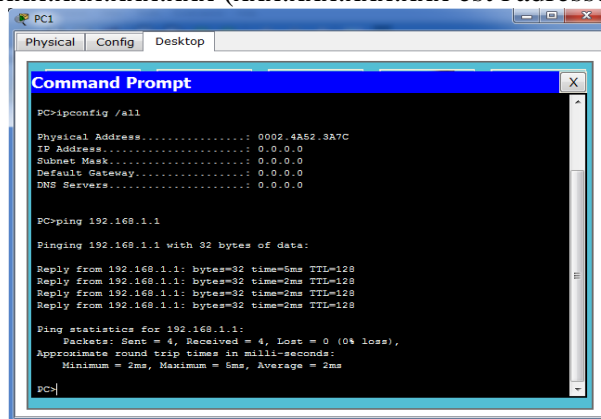 PC1
Physical Config Desktop
Command Prompt X
PC>ipconfig /all
Physical Address................: 0002.4A52.3A7C
IP Address......................: 0.0.0.0
Subnet Mask.....................: 0.0.0.0
Default Gateway.................: 0.0.0.0
DNS Servers.....................: 0.0.0.0
PC>ping 192.168.1.1
Pinging 192.168.1.1 with 32 bytes of data:
Reply from 192.168.1.1: bytes=32 time=5ms TTL=128
Reply from 192.168.1.1: bytes=32 time=2ms TTL=128
Reply from 192.168.1.1: bytes=32 time=2ms TTL=128
Reply from 192.168.1.1: bytes=32 time=2ms TTL=128
Ping statistics for 192.168.1.1:
Packets: Sent = 4, Received = 4, Lost = 0 (0% loss),
Approximate round trip times in milli-seconds:
Minimum = 2ms, Maximum = 5ms, Average = 2ms
PC>